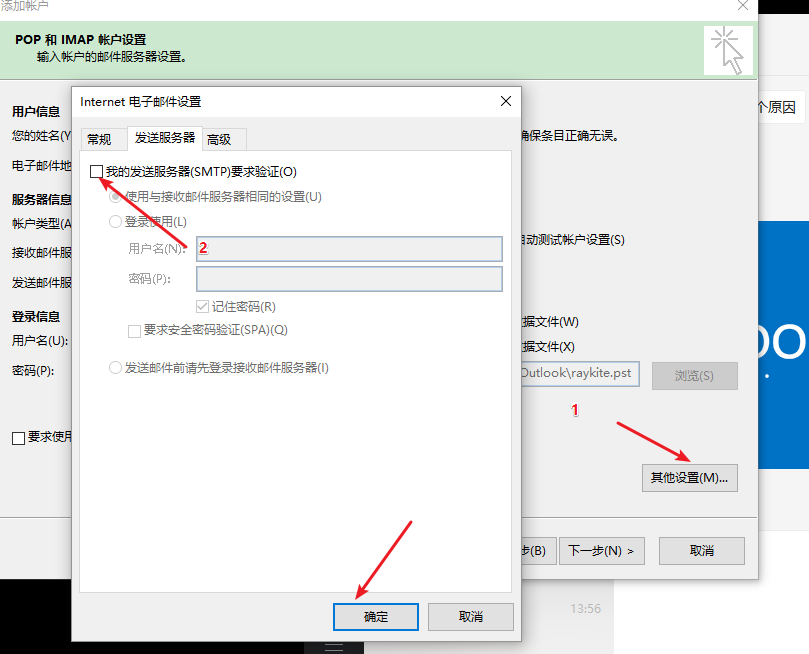 添加帐户
POP 和 IMAP 帐户设置
输入帐户的邮件服务器设置。
用户信息
您的姓名(Y
电子邮件地
服务器信息
帐户类型(A
接收邮件服
发送邮件服
登录信息
用户名(U):
密码(P):
要求使用
Internet 电子邮件设置
常规
发送服务器
高级
我的发送服务器(SMTP)要求验证(O)
使用与接收邮件服务器相同的设置(U)
登录使用(L)
用户名(N):
2
密码(P):
记住密码(R)
要求安全密码验证(SPA)(Q)
发送邮件前请先登录接收邮件服务器(I)
确定
取消
确保条目正确无误。
自动测试帐户设置(S)
据文件(W)
据文件(X)
Outlook\raykite.pst
浏览(S)
1
其他设置(M)...
步(B)
下一步(N) >
取消
个原因
oo
13:56